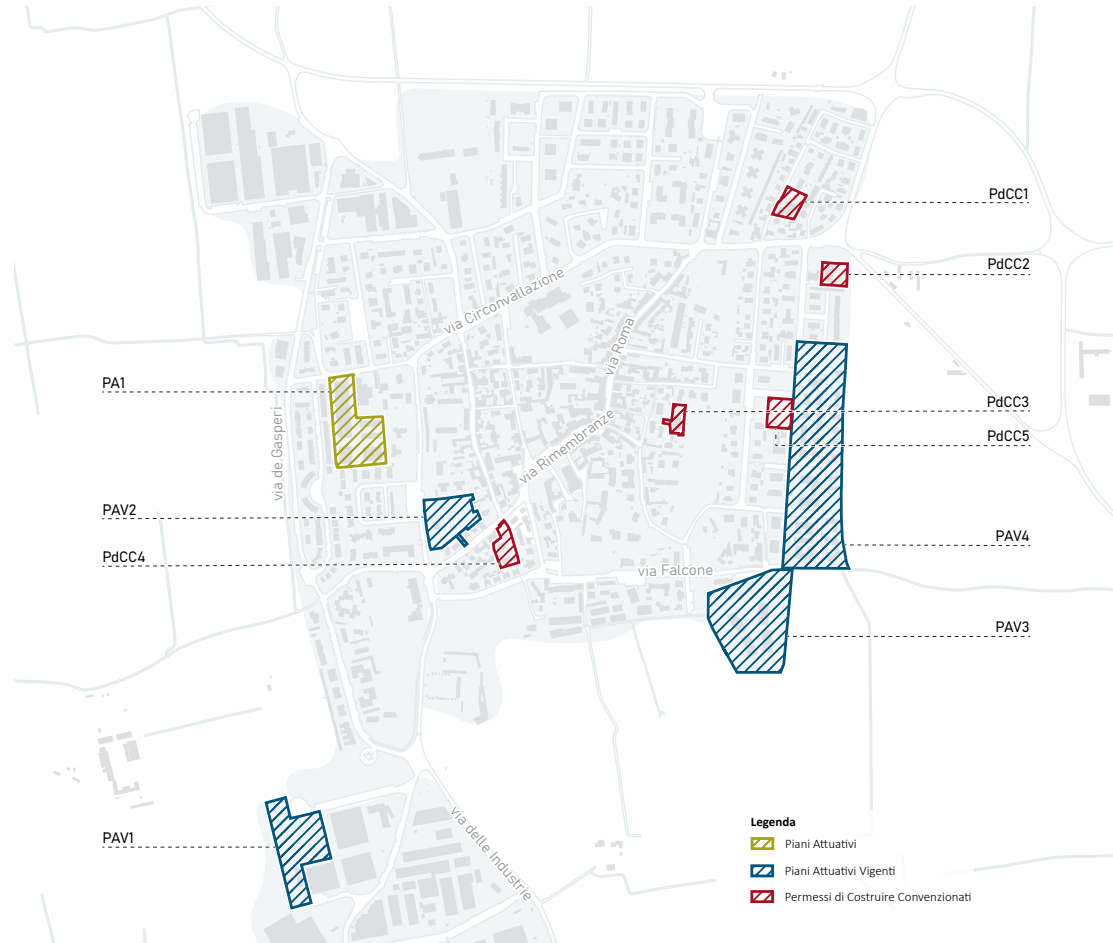 PdCC1
PdCC2
via Circonvallazione
via Roma
PA1
PdCC3
via de Gasperi
via Rimembranze
PdCC5
PAV2
PAV4
PdCC4
via Falcone
PAV3
PAV1
via delle Industrie
Legenda
Piani Attuativi
Piani Attuativi Vigenti
Permessi di Costruire Convenzionati